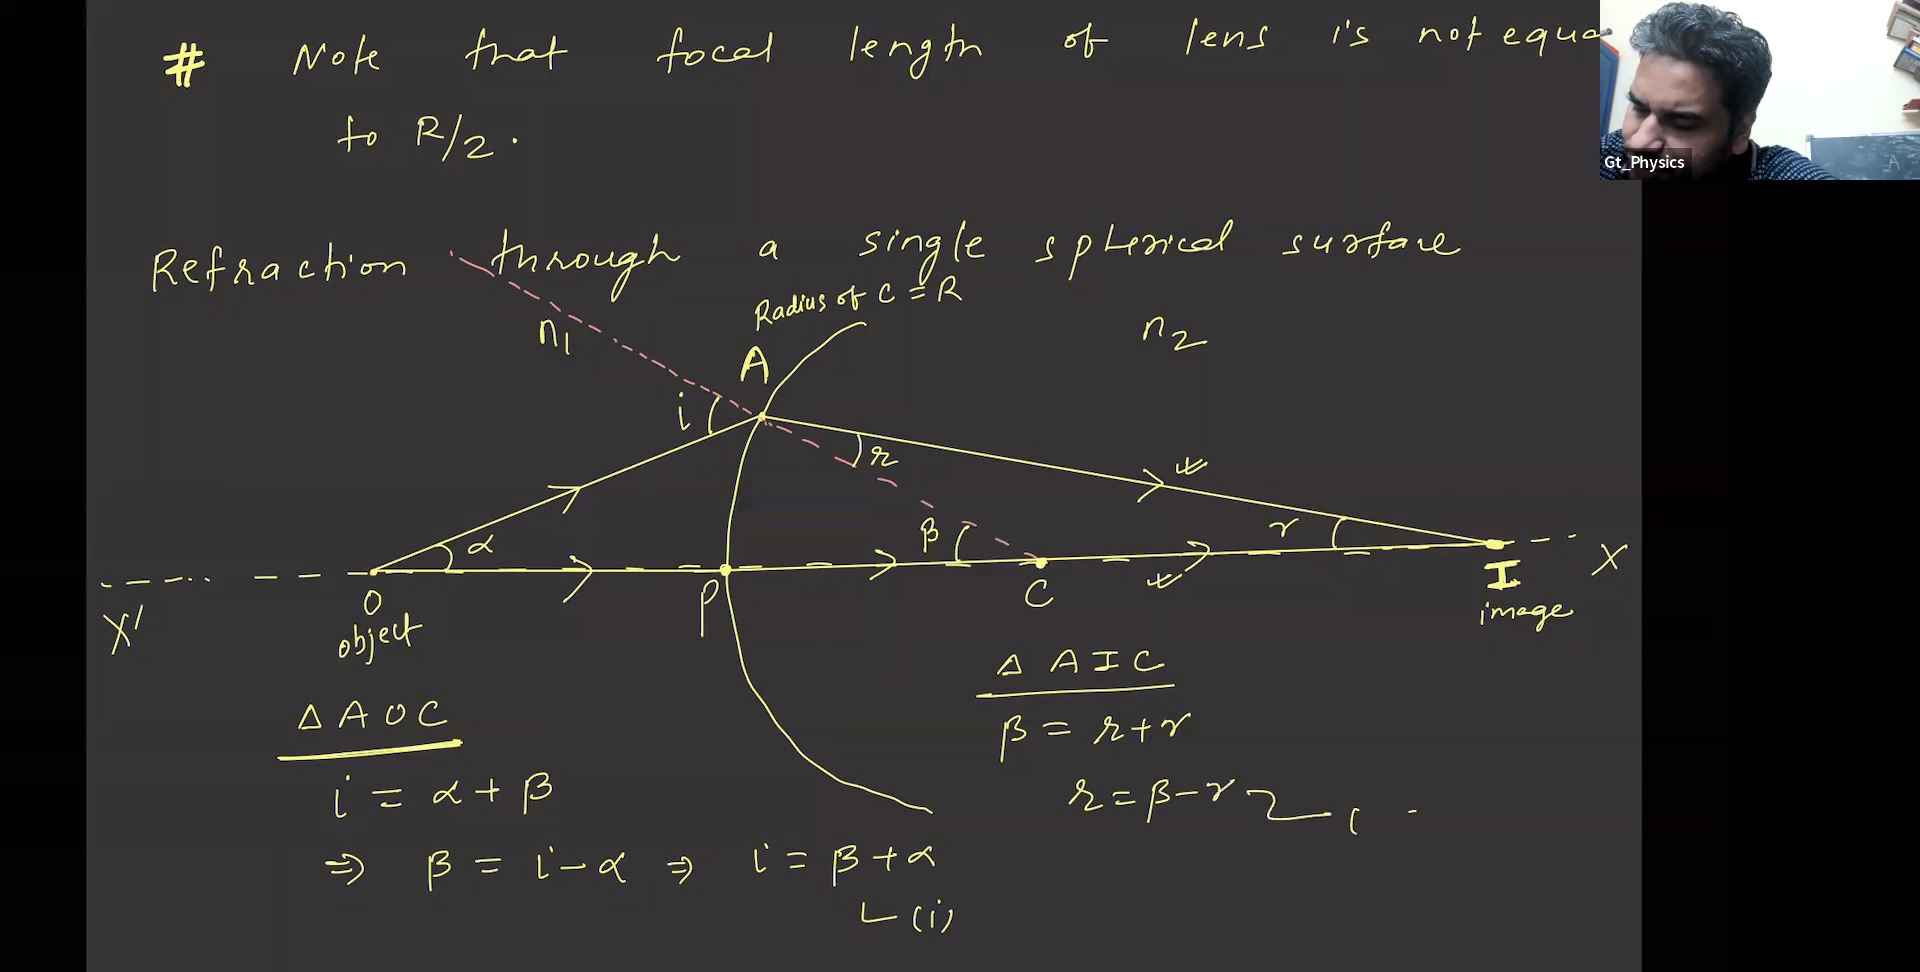 # Note that focal length of lens is not equa
to R/2.
Gt_Physics
Refraction through a single spherical surface
Radius of C = R
n1
n2
A
i
r
α
β
γ
X'
O
object
P
C
I
image
X
Δ AOC
i = α + β
⇒ β = i - α ⇒ i = β + α
(i)
Δ AIC
β = r + γ
r = β - γ
(